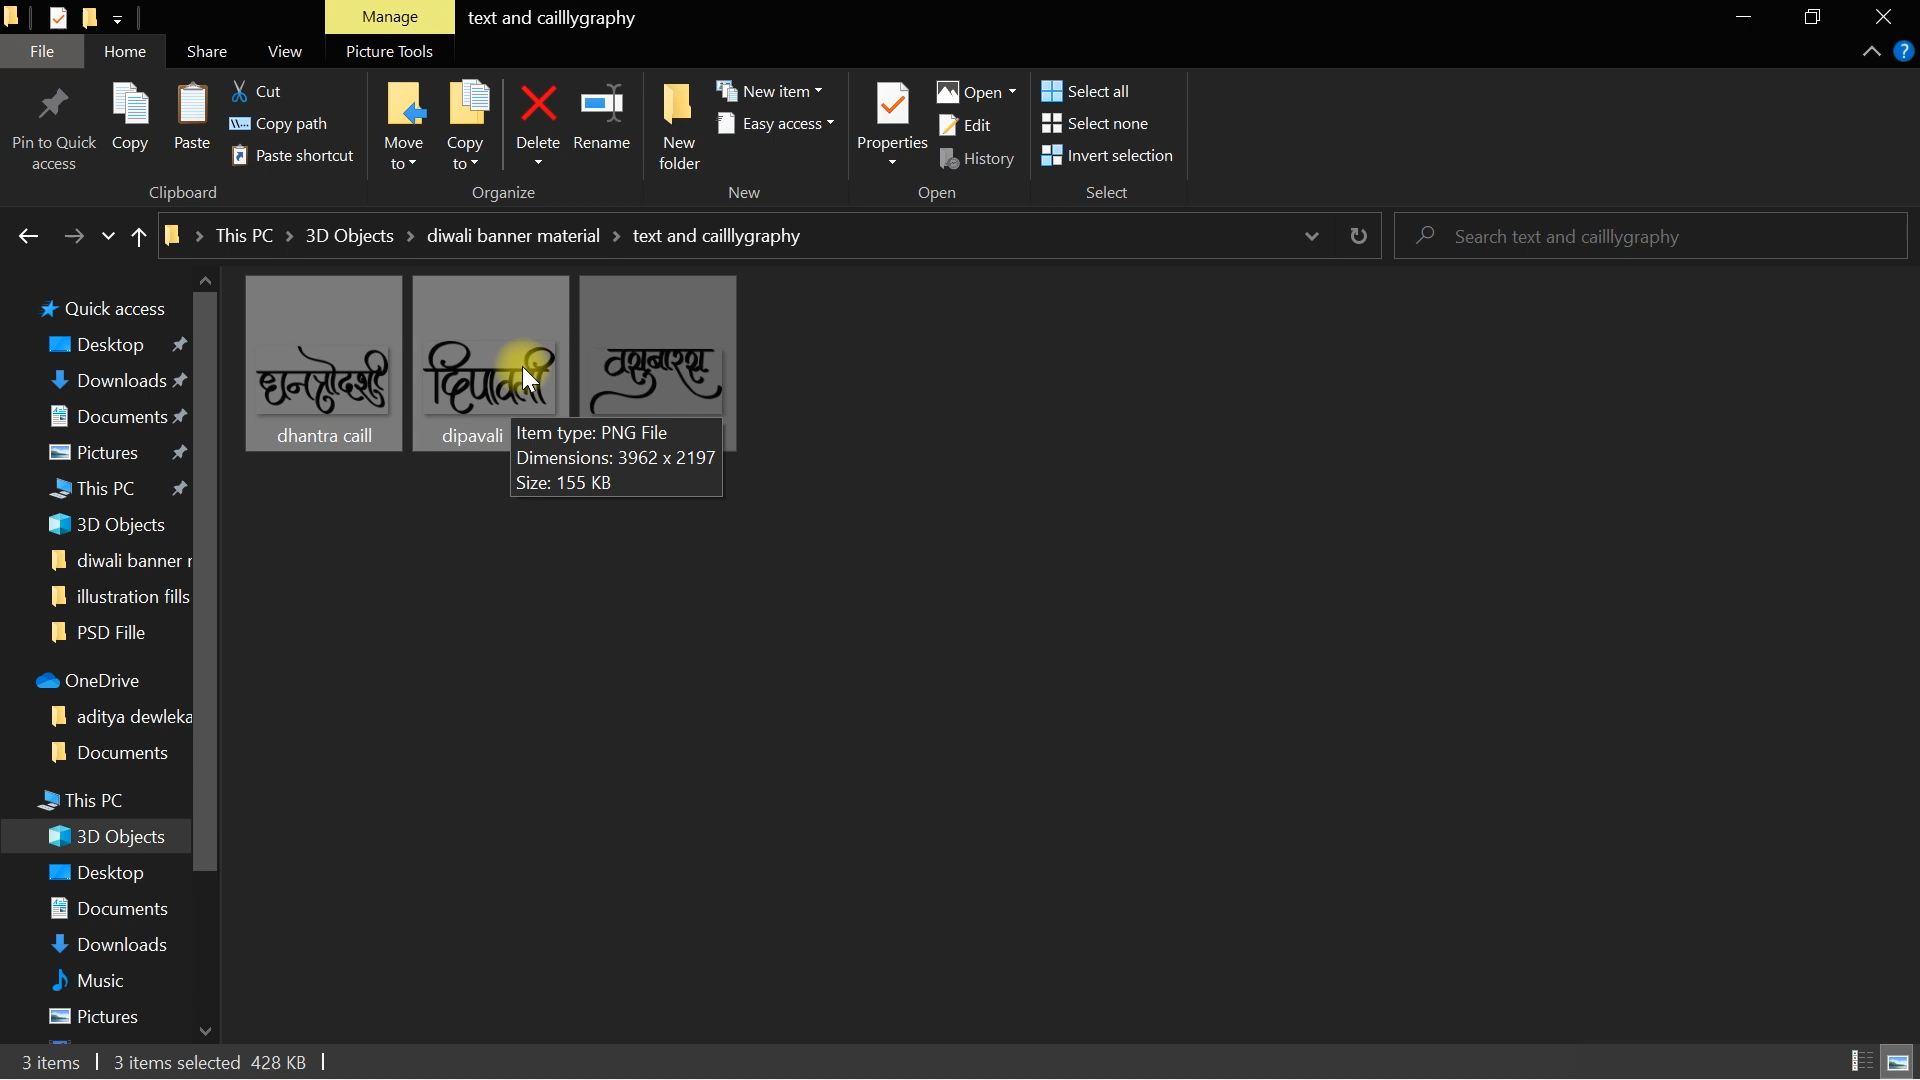 Manage
text and cailllygraphy
File
Home
Share
View
Picture Tools
Pin to Quick access
Copy
Paste
Cut
Copy path
Paste shortcut
Clipboard
Move to
Copy to
Delete
Rename
Organize
New folder
New item
Easy access
New
Properties
Open
Edit
History
Open
Select all
Select none
Invert selection
Select
This PC > 3D Objects > diwali banner material > text and cailllygraphy
Search text and cailllygraphy
Quick access
Desktop
Downloads
Documents
Pictures
This PC
3D Objects
diwali banner r
illustration fills
PSD Fille
OneDrive
aditya dewleka
Documents
This PC
3D Objects
Desktop
Documents
Downloads
Music
Pictures
धनत्रोदशी
दिपावली
वसुबारस
dhantra caill
dipavali
Item type: PNG File
Dimensions: 3962 x 2197
Size: 155 KB
3 items
3 items selected 428 KB